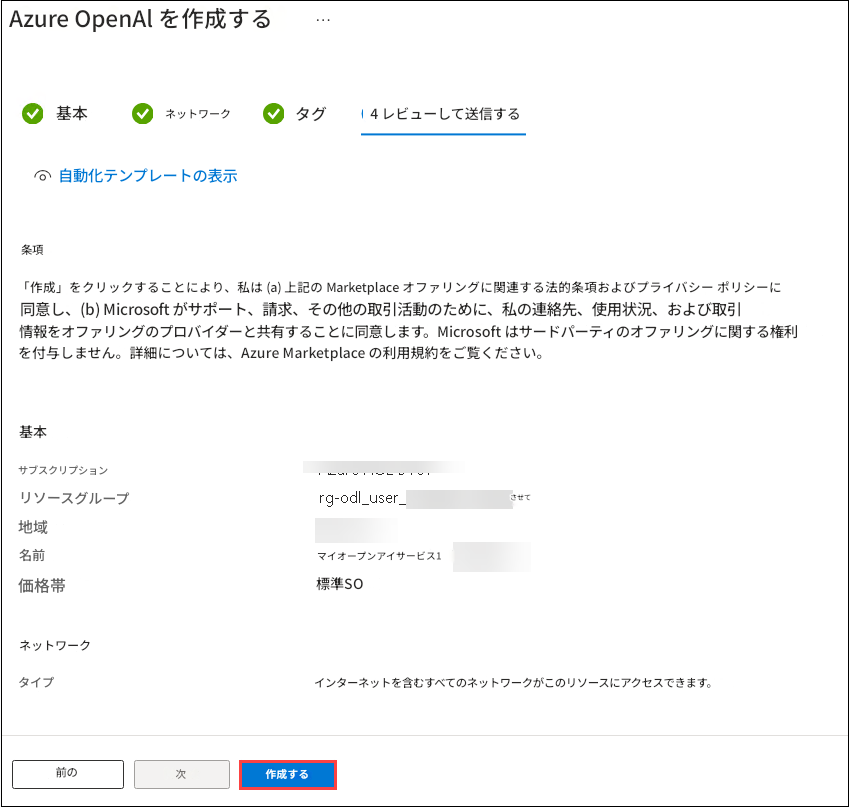 Azure OpenAl を作成する ...
基本 ネットワーク タグ 4 レビューして送信する
自動化テンプレートの表示
条項
「作成」をクリックすることにより、私は (a) 上記の Marketplace オファリングに関連する法的条項およびプライバシー ポリシーに
同意し、(b) Microsoft がサポート、請求、その他の取引活動のために、私の連絡先、使用状況、および取引
情報をオファリングのプロバイダーと共有することに同意します。Microsoft はサードパーティのオファリングに関する権利
を付与しません。詳細については、Azure Marketplace の利用規約をご覧ください。
基本
サブスクリプション
リソースグループ rg-odl_user_ させて
地域
名前 マイオープンアイサービス1
価格帯 標準SO
ネットワーク
タイプ インターネットを含むすべてのネットワークがこのリソースにアクセスできます。
前の 次 作成する